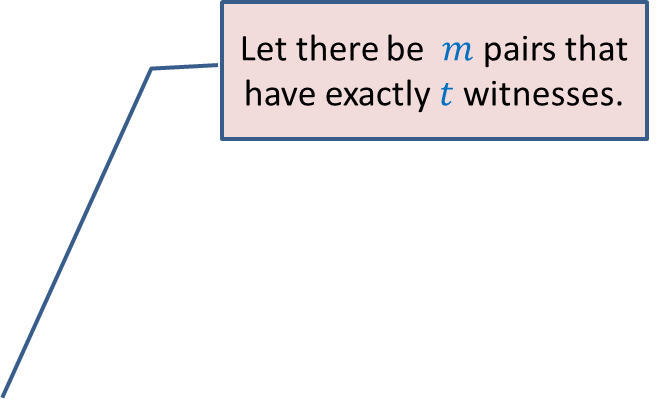 Let there be m pairs that
have exactly t witnesses.